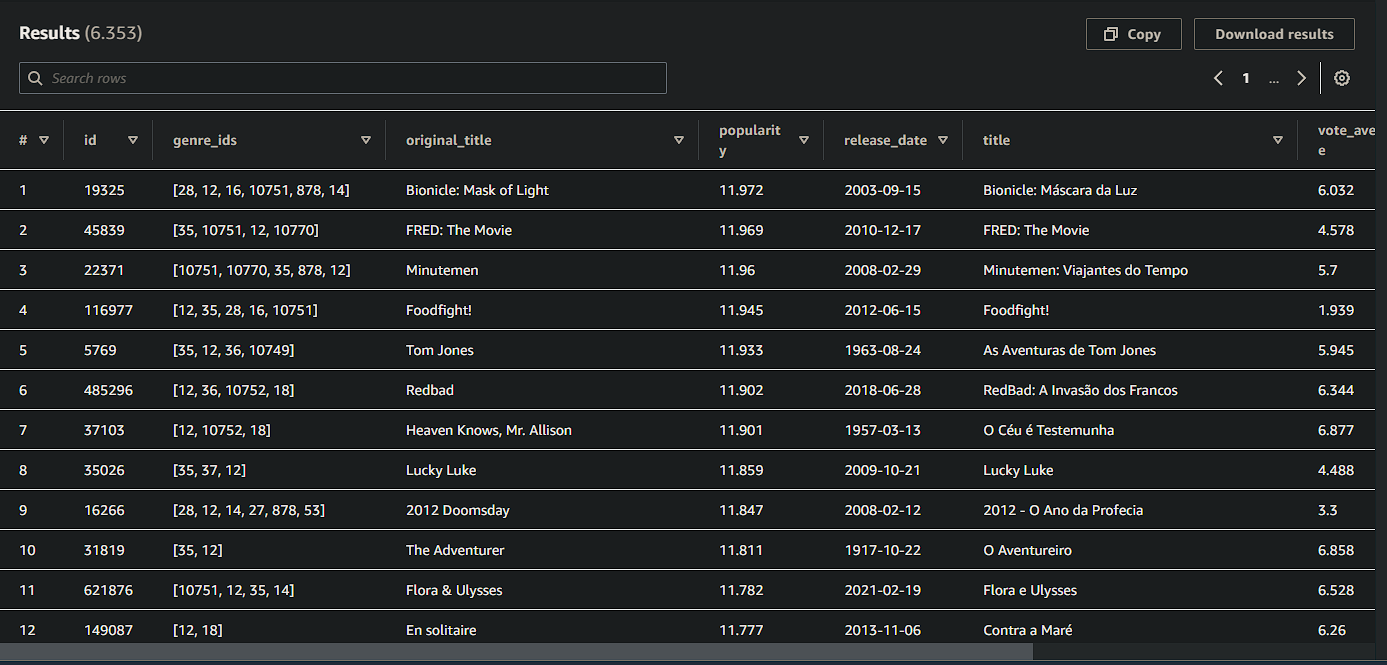 Results (6.353)
Copy
Download results
Search rows
1 ...
# id genre_ids original_title popularit
y release_date title vote_ave
e
1 19325 [28, 12, 16, 10751, 878, 14] Bionicle: Mask of Light 11.972 2003-09-15 Bionicle: Máscara da Luz 6.032
2 45839 [35, 10751, 12, 10770] FRED: The Movie 11.969 2010-12-17 FRED: The Movie 4.578
3 22371 [10751, 10770, 35, 878, 12] Minutemen 11.96 2008-02-29 Minutemen: Viajantes do Tempo 5.7
4 116977 [12, 35, 28, 16, 10751] Foodfight! 11.945 2012-06-15 Foodfight! 1.939
5 5769 [35, 12, 36, 10749] Tom Jones 11.933 1963-08-24 As Aventuras de Tom Jones 5.945
6 485296 [12, 36, 10752, 18] Redbad 11.902 2018-06-28 RedBad: A Invasão dos Francos 6.344
7 37103 [12, 10752, 18] Heaven Knows, Mr. Allison 11.901 1957-03-13 O Céu é Testemunha 6.877
8 35026 [35, 37, 12] Lucky Luke 11.859 2009-10-21 Lucky Luke 4.488
9 16266 [28, 12, 14, 27, 878, 53] 2012 Doomsday 11.847 2008-02-12 2012 - O Ano da Profecia 3.3
10 31819 [35, 12] The Adventurer 11.811 1917-10-22 O Aventureiro 6.858
11 621876 [10751, 12, 35, 14] Flora & Ulysses 11.782 2021-02-19 Flora e Ulysses 6.528
12 149087 [12, 18] En solitaire 11.777 2013-11-06 Contra a Maré 6.26